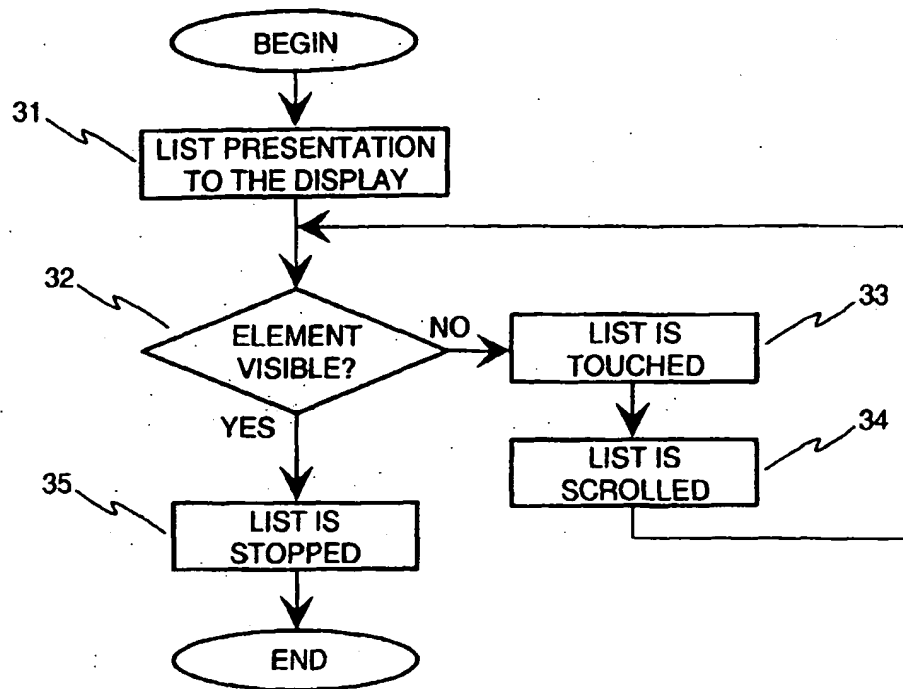 BEGIN
31
LIST PRESENTATION
TO THE DISPLAY
32
ELEMENT
VISIBLE?
NO
33
LIST IS
TOUCHED
YES
34
LIST IS
SCROLLED
35
LIST IS
STOPPED
END